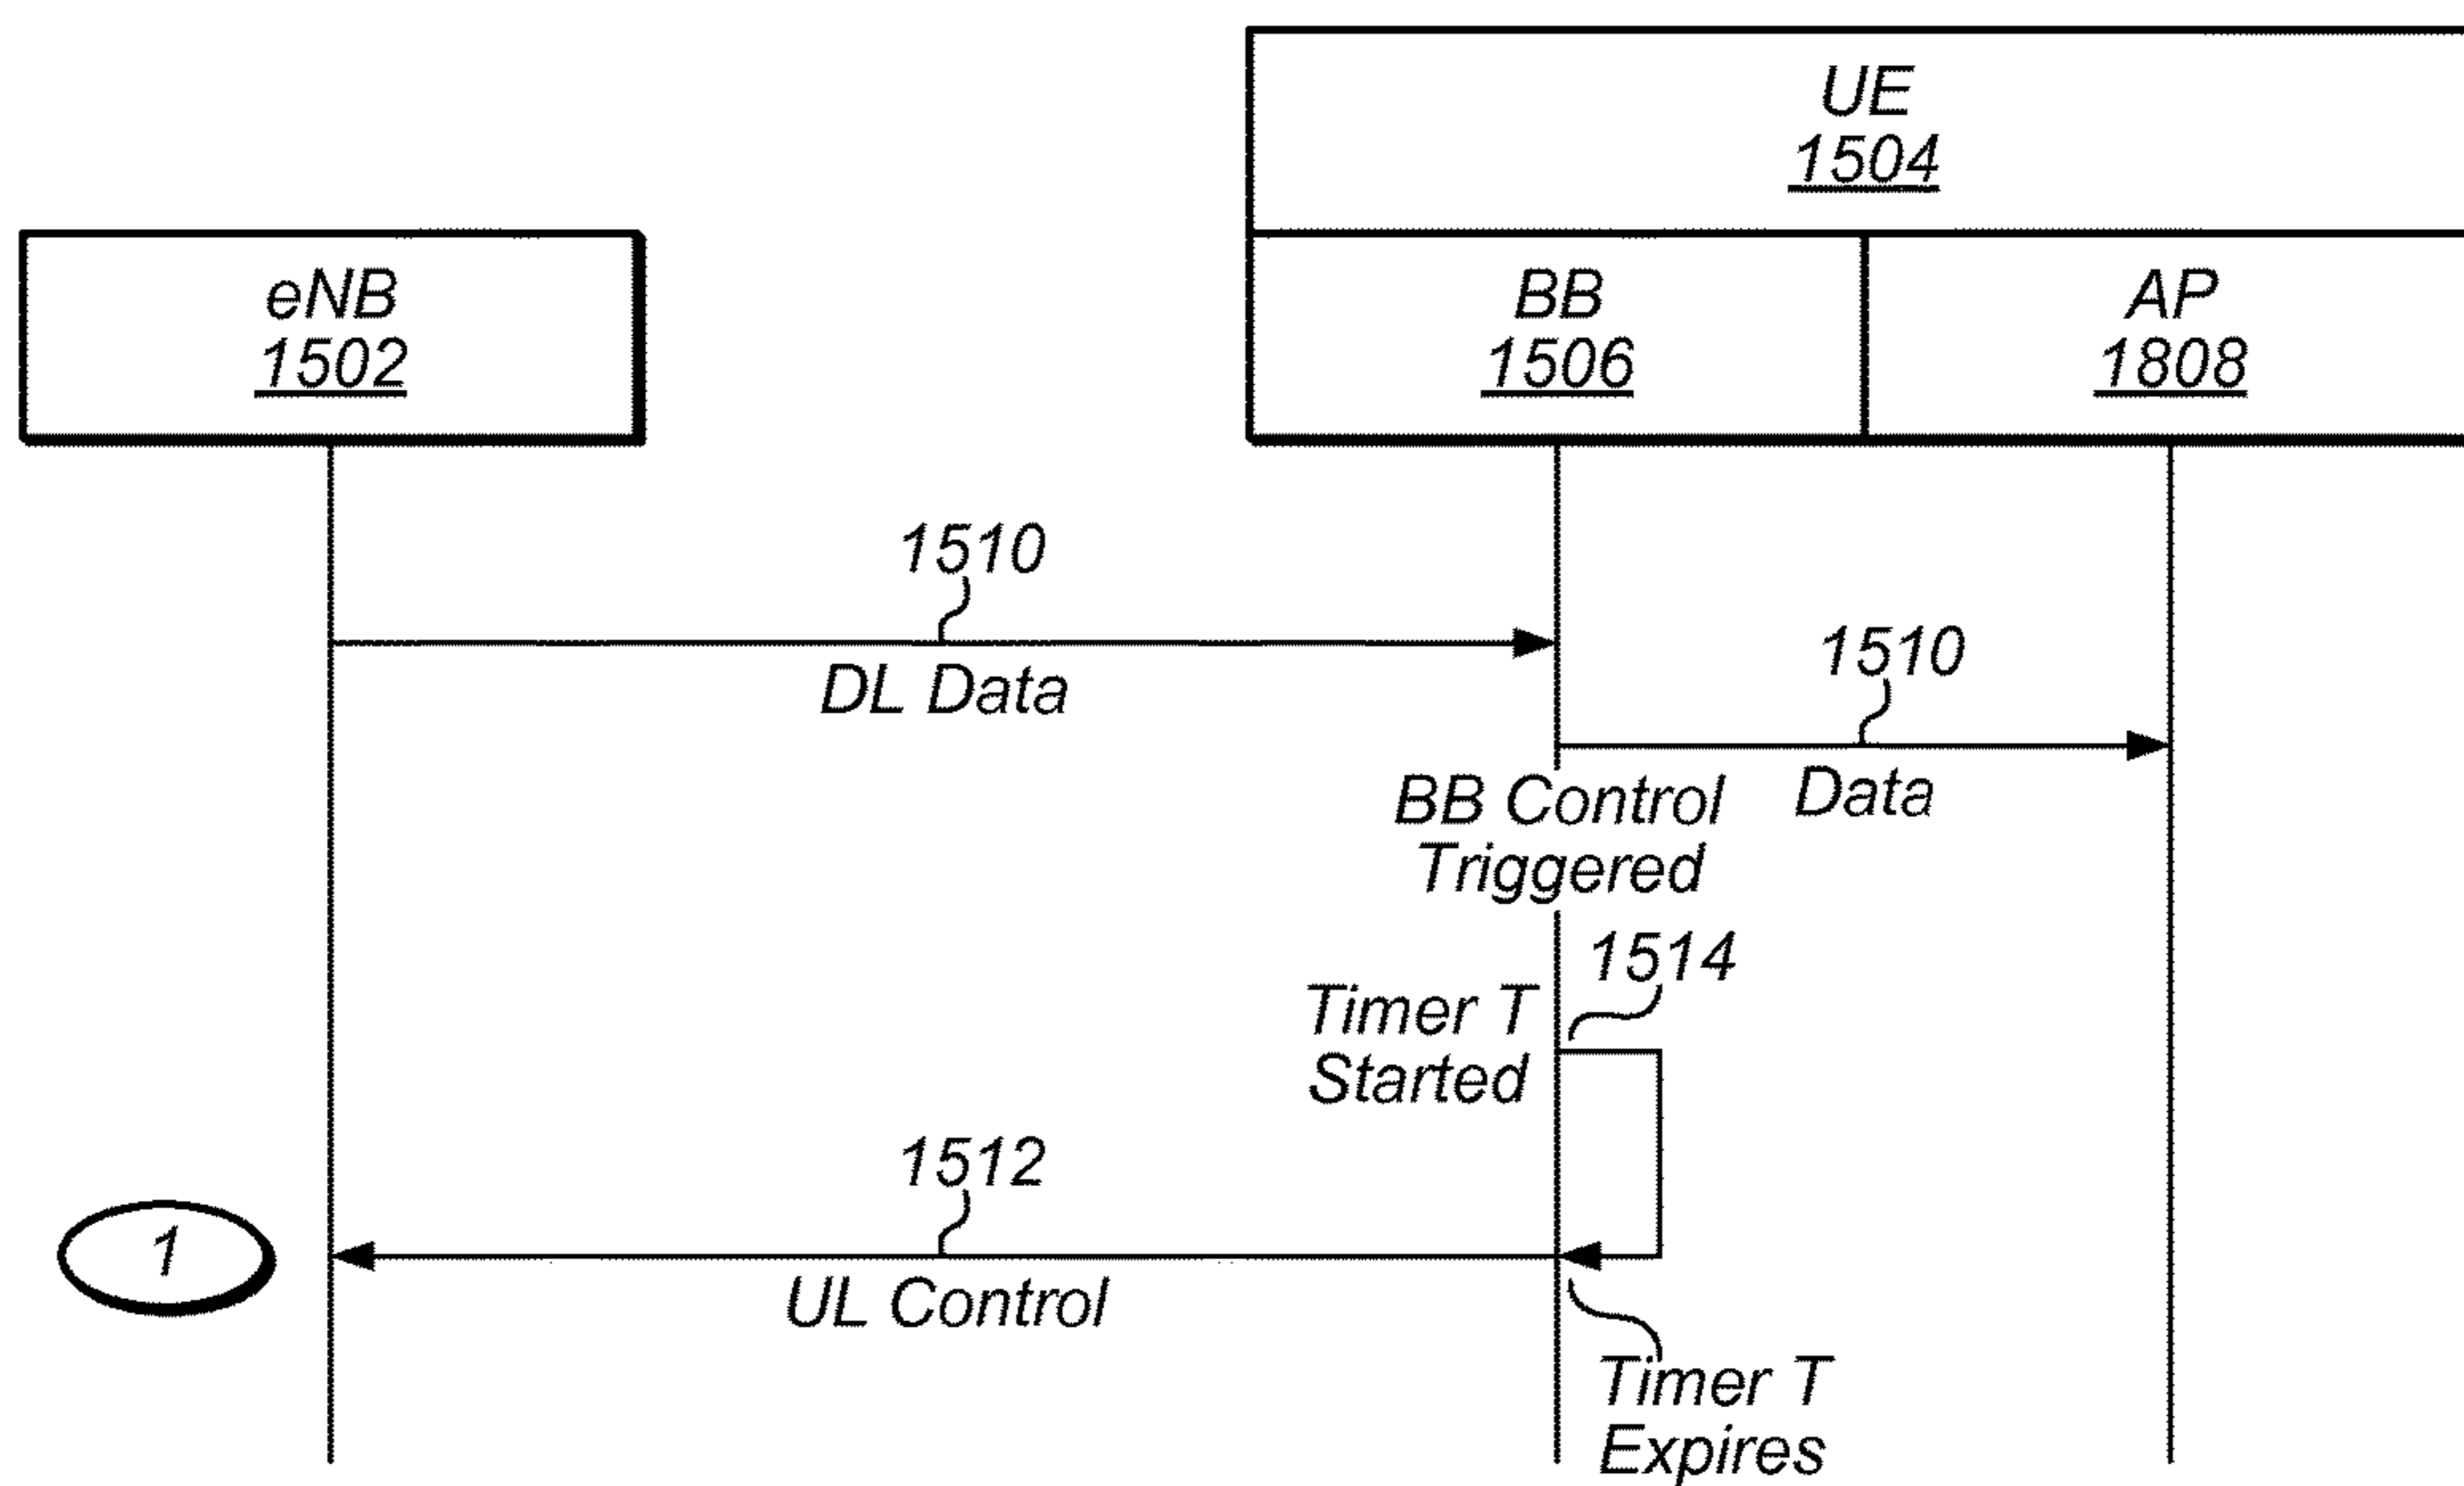 UE
1504
eNB
1502
BB
1506
AP
1808
1510
DL Data
1510
Data
BB Control
Triggered
1514
Timer T
Started
1512
1
UL Control
Timer T
Expires